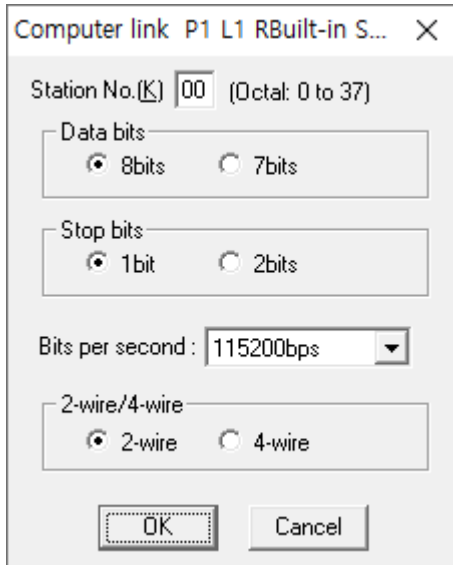 Computer link P1 L1 RBuilt-in S...
Station No.(K) 00 (Octal: 0 to 37)
Data bits
8bits 7bits
Stop bits
1bit 2bits
Bits per second : 115200bps
2-wire/4-wire
2-wire 4-wire
OK Cancel